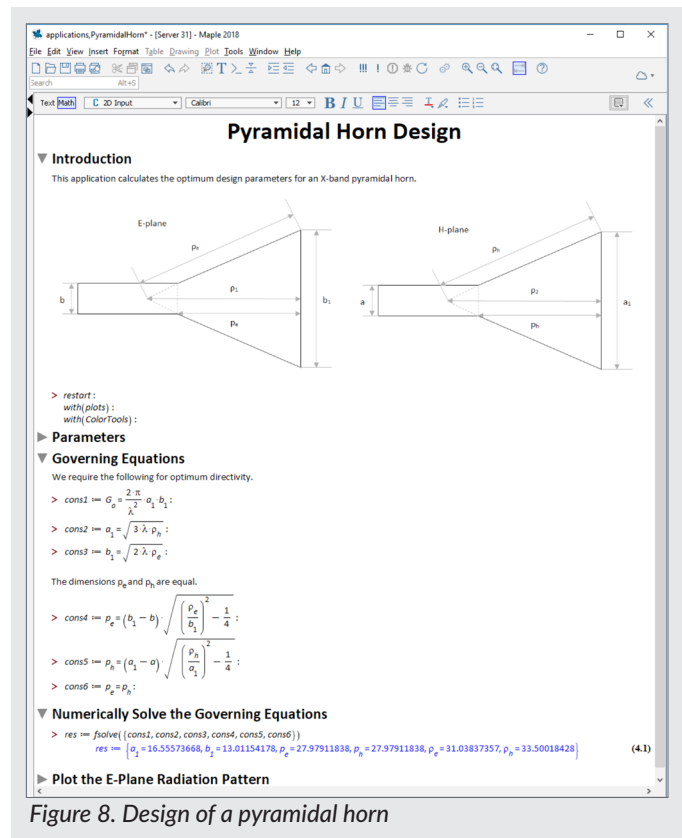 applications,PyramidalHorn* - [Server 31] - Maple 2018
File Edit View Insert Format Table Drawing Plot Tools Window Help
Search Alt+S
Text Math C 2D Input Calibri 12 B I U
Pyramidal Horn Design
Introduction
This application calculates the optimum design parameters for an X-band pyramidal horn.
E-plane
ρₑ
b
ρ₁
pₑ
b₁
H-plane
ρₕ
a
ρ₂
pₕ
a₁
> restart :
with(plots) :
with(ColorTools) :
Parameters
Governing Equations
We require the following for optimum directivity.
> cons1 := Gₒ = (2·π / λ²)·a₁·b₁ :
> cons2 := a₁ = √(3·λ·ρₕ) :
> cons3 := b₁ = √(2·λ·ρₑ) :
The dimensions pₑ and pₕ are equal.
> cons4 := pₑ = (b₁ − b)·√((ρₑ / b₁)² − 1/4) :
> cons5 := pₕ = (a₁ − a)·√((ρₕ / a₁)² − 1/4) :
> cons6 := pₑ = pₕ :
Numerically Solve the Governing Equations
> res := fsolve({cons1, cons2, cons3, cons4, cons5, cons6})
res := {a₁ = 16.55573668, b₁ = 13.01154178, pₑ = 27.97911838, pₕ = 27.97911838, ρₑ = 31.03837357, ρₕ = 33.50018428} (4.1)
Plot the E-Plane Radiation Pattern
Figure 8. Design of a pyramidal horn